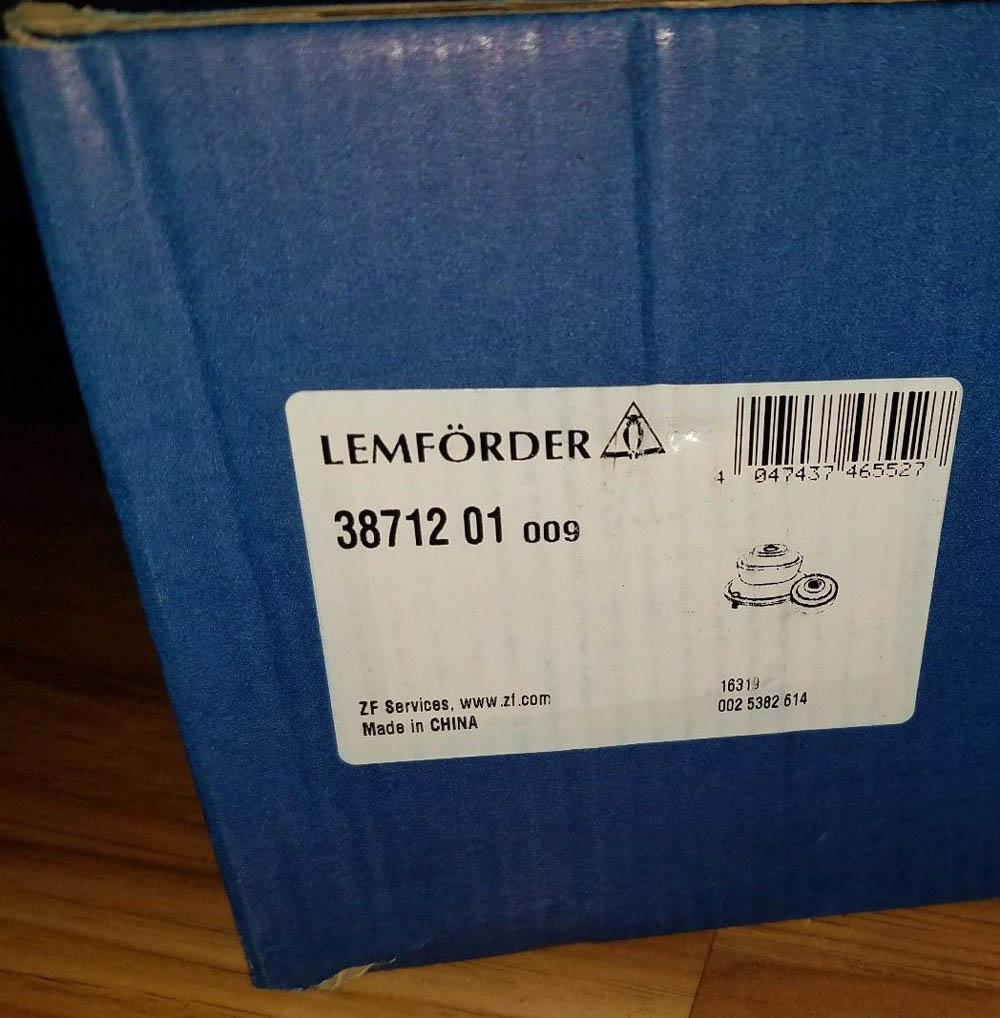 LEMFÖRDER
4 047437 465527
38712 01 009
ZF Services, www.zf.com
Made in CHINA
16319
002 5382 614